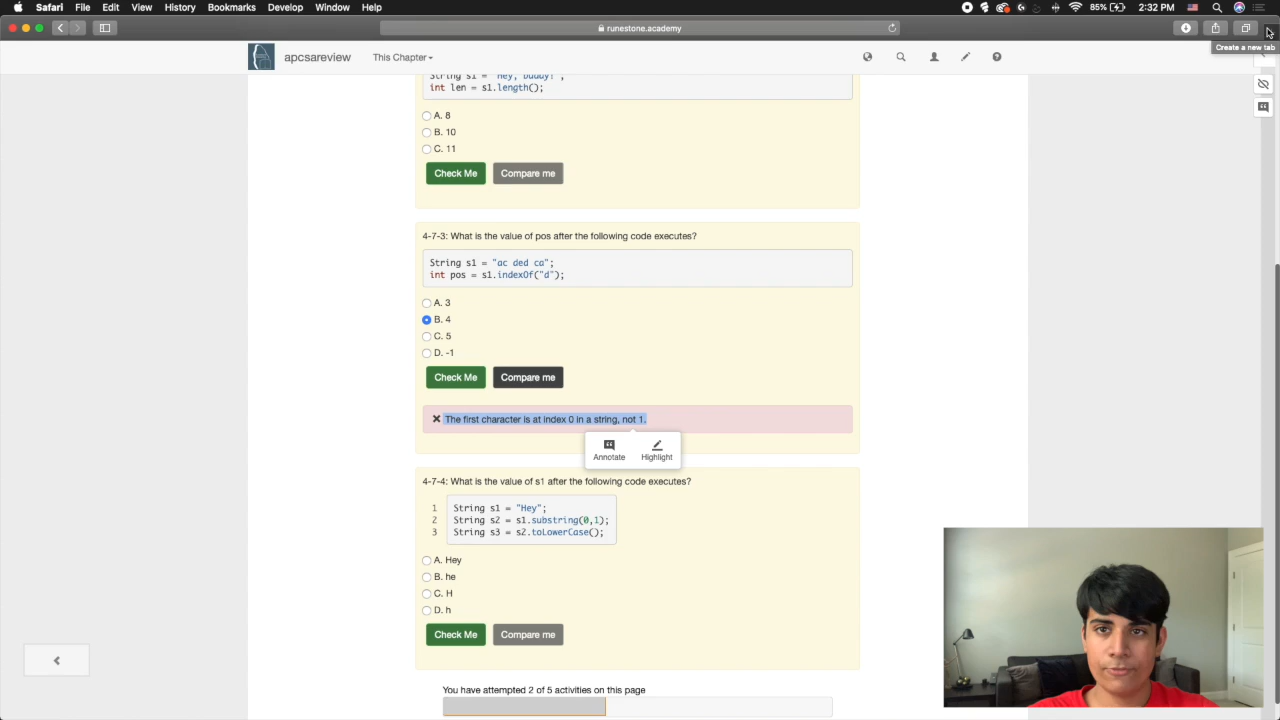 Safari File Edit View History Bookmarks Develop Window Help
85% 2:32 PM
runestone.academy
Create a new tab
apcsareview This Chapter
String s1 = "Hey, buddy!";
int len = s1.length();
A. 8
B. 10
C. 11
Check Me Compare me
4-7-3: What is the value of pos after the following code executes?
String s1 = "ac ded ca";
int pos = s1.indexOf("d");
A. 3
B. 4
C. 5
D. -1
Check Me Compare me
The first character is at index 0 in a string, not 1.
Annotate Highlight
4-7-4: What is the value of s1 after the following code executes?
1 String s1 = "Hey";
2 String s2 = s1.substring(0,1);
3 String s3 = s2.toLowerCase();
A. Hey
B. he
C. H
D. h
Check Me Compare me
You have attempted 2 of 5 activities on this page